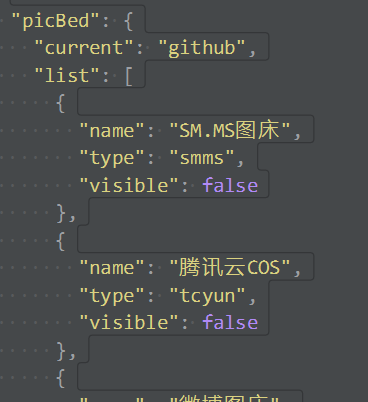 "picBed": {
"current": "github",
"list": [
{
"name": "SM.MS图床",
"type": "smms",
"visible": false
},
{
"name": "腾讯云COS",
"type": "tcyun",
"visible": false
},
{